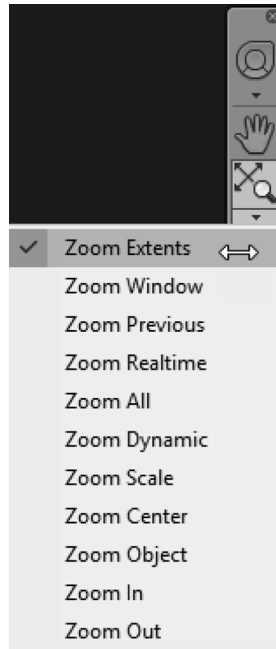 Zoom Extents
Zoom Window
Zoom Previous
Zoom Realtime
Zoom All
Zoom Dynamic
Zoom Scale
Zoom Center
Zoom Object
Zoom In
Zoom Out